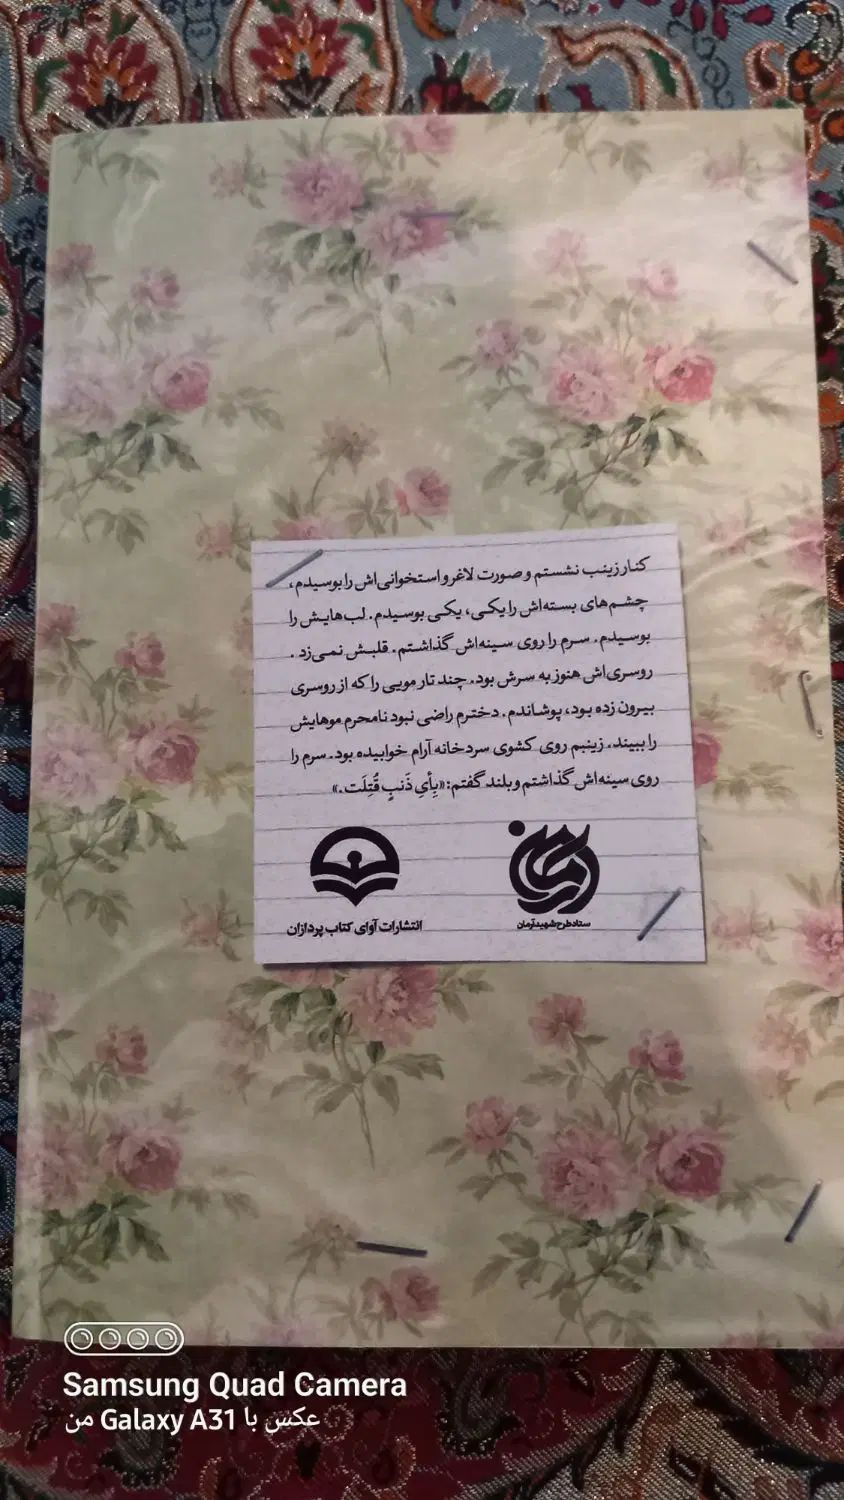 کنار زینب نشستم و صورت لاغر و استخوانی‌اش را بوسیدم،
چشم‌های بسته‌اش را یکی، یکی بوسیدم. لب‌هایش را
بوسیدم. سرم را روی سینه‌اش گذاشتم. قلبش نمی‌زد.
روسری‌اش هنوز به سرش بود. چند تار مویی را که از روسری
بیرون زده بود، پوشاندم. دخترم راضی نبود نامحرم موهایش
را ببیند. زینبم روی کشوی سردخانه آرام خوابیده بود. سرم را
روی سینه‌اش گذاشتم و بلند گفتم: «بِأیِ ذَنبٍ قُتِلَت.»
آرمان
ستاد طرح شهید آرمان
انتشارات آوای کتاب پردازان
Samsung Quad Camera
عکس با Galaxy A31 من